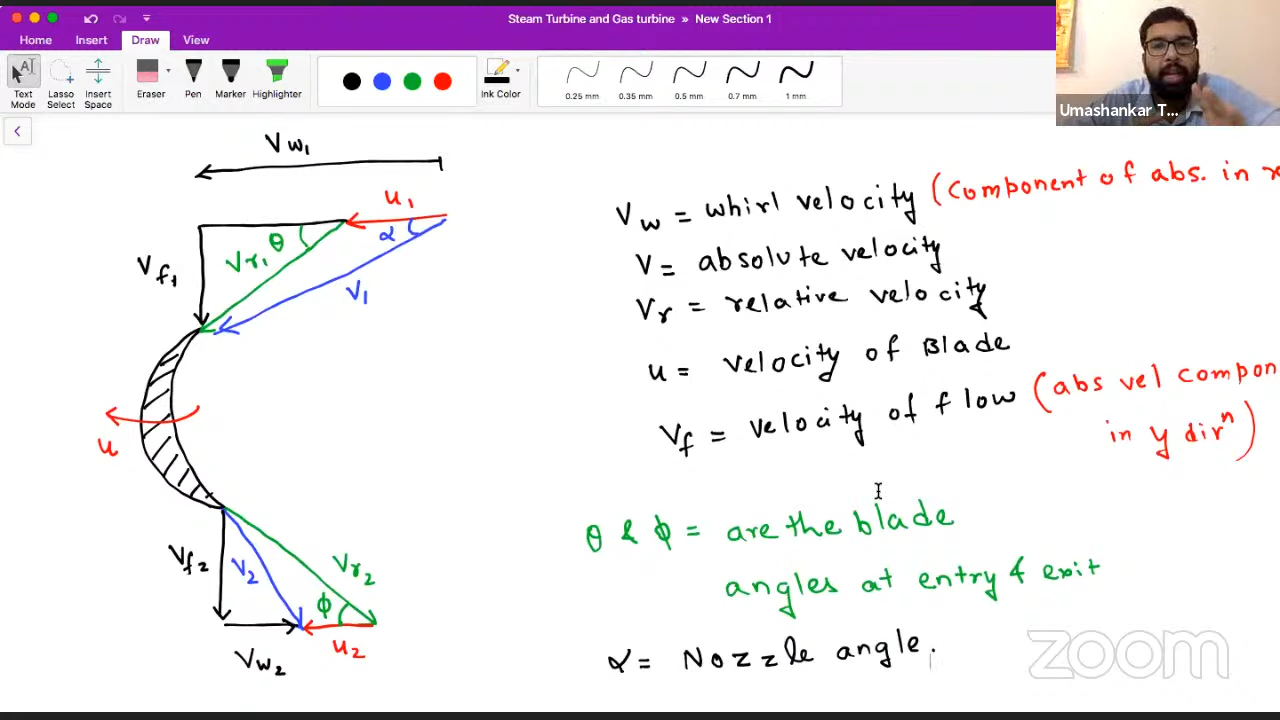 Steam Turbine and Gas turbine » New Section 1
Home Insert Draw View
Text Mode
Lasso Select
Insert Space
Eraser
Pen
Marker
Highlighter
Ink Color
0.25 mm
0.35 mm
0.5 mm
0.7 mm
1 mm
Umashankar T...
Vw₁
u₁
α
θ
Vr₁
Vf₁
V₁
u
Vf₂
V₂
Vr₂
φ
u₂
Vw₂
Vw = whirl velocity (component of abs. in
V = absolute velocity
Vr = relative velocity
u = velocity of Blade
Vf = velocity of flow (abs vel compon
in y dirⁿ)
θ & φ = are the blade
angles at entry & exit
α = Nozzle angle.
zoom